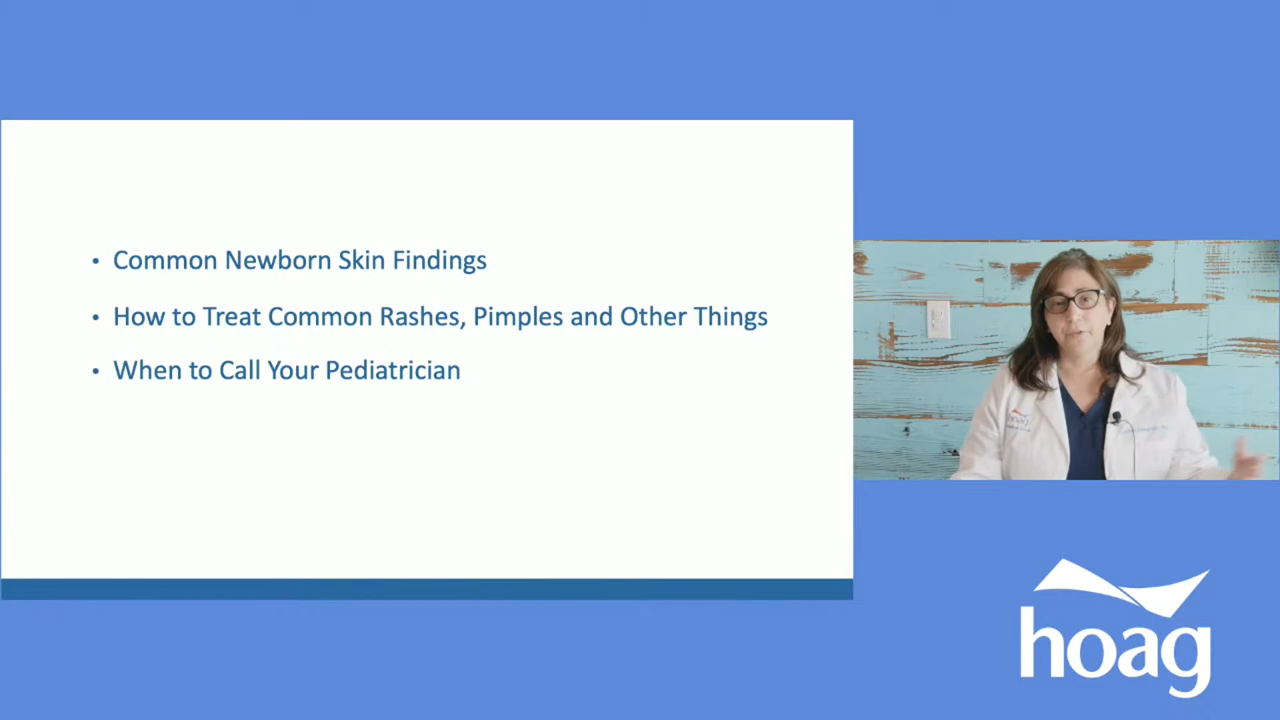 • Common Newborn Skin Findings
• How to Treat Common Rashes, Pimples and Other Things
• When to Call Your Pediatrician
hoag
hoag